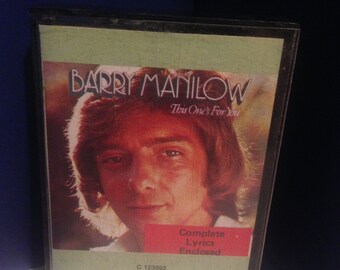 BARRY MANILOW
This One's For You
Complete
Lyrics
Enclosed